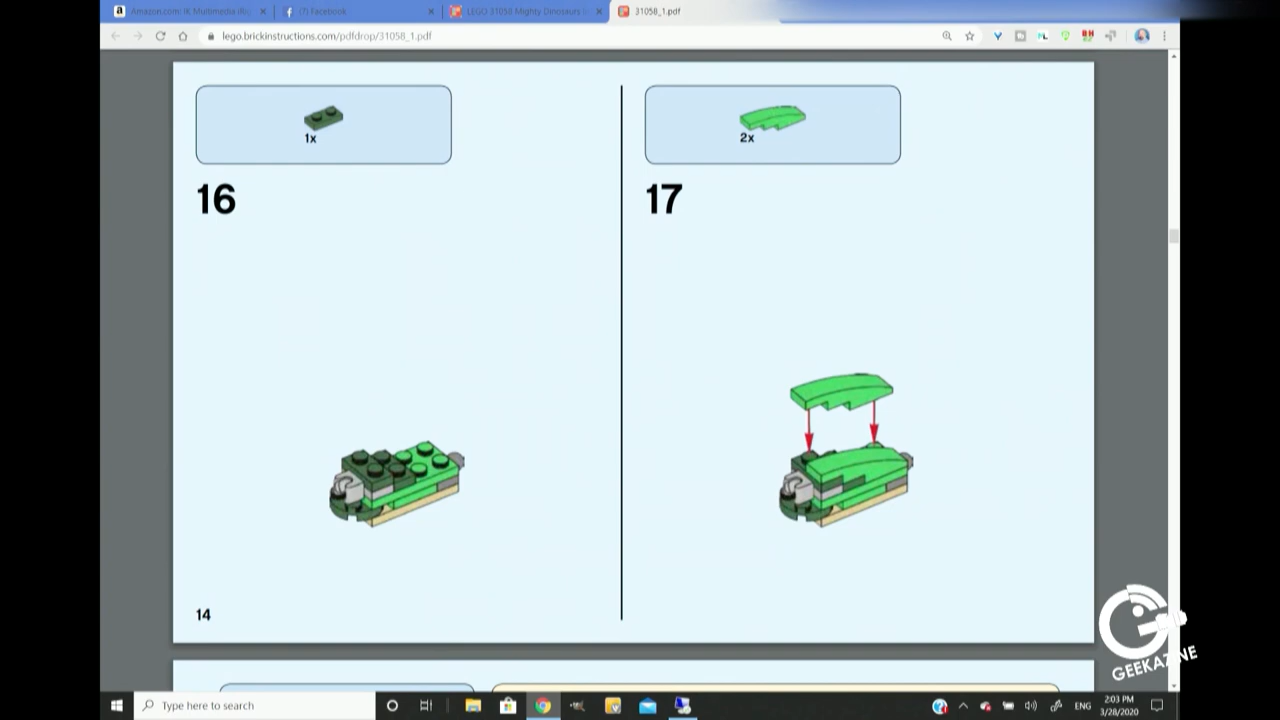 Amazon.com: IK Multimedia iRi
(7) Facebook
LEGO 31058 Mighty Dinosaurs
31058_1.pdf
lego.brickinstructions.com/pdfdrop/31058_1.pdf
1x
2x
16
17
14
GEEKAZINE
Type here to search
ENG
2:03 PM
3/28/2020